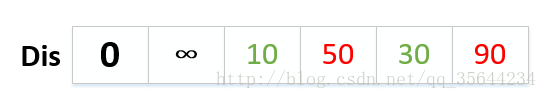 Dis 0 ∞ 10 50 30 90
http://blog.csdn.net/qq_35644234